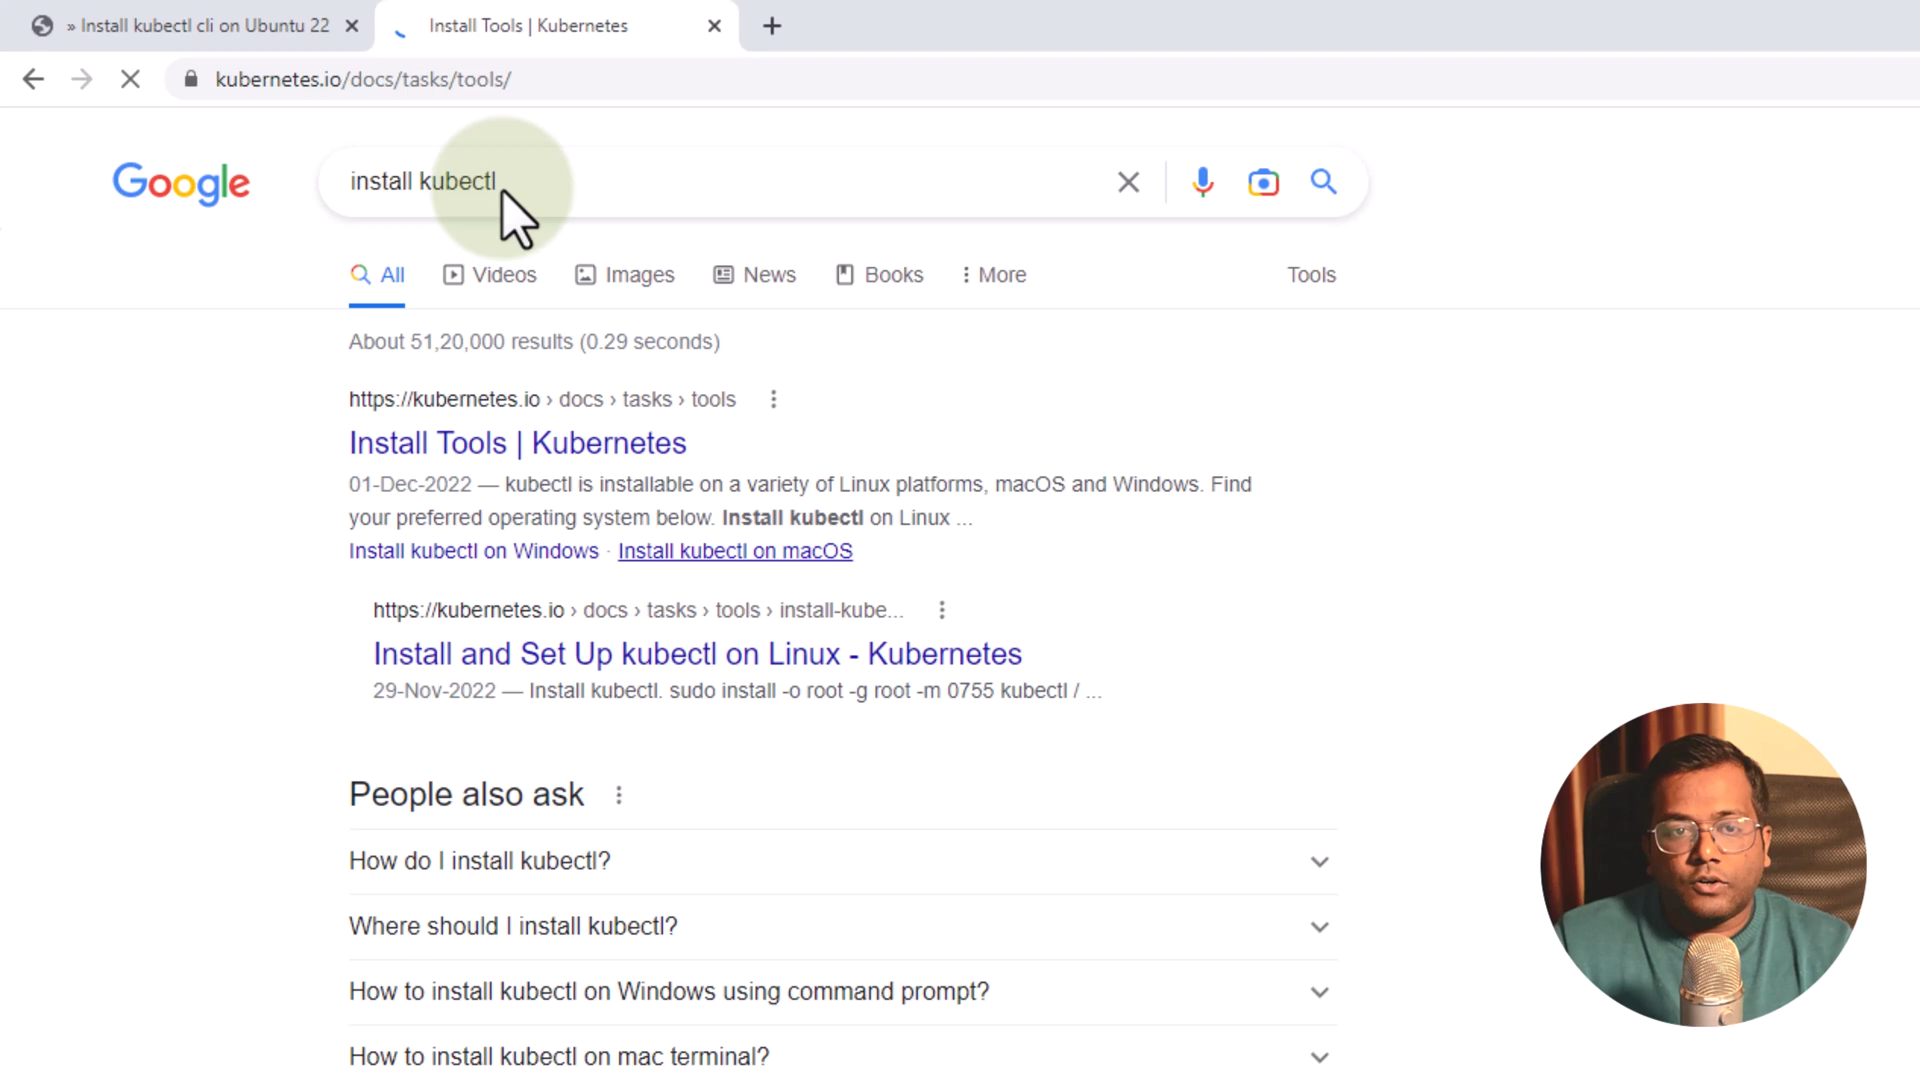 » Install kubectl cli on Ubuntu 22
Install Tools | Kubernetes
kubernetes.io/docs/tasks/tools/
Google
install kubectl
All
Videos
Images
News
Books
More
Tools
About 51,20,000 results (0.29 seconds)
https://kubernetes.io › docs › tasks › tools
Install Tools | Kubernetes
01-Dec-2022 — kubectl is installable on a variety of Linux platforms, macOS and Windows. Find
your preferred operating system below. Install kubectl on Linux ...
Install kubectl on Windows · Install kubectl on macOS
https://kubernetes.io › docs › tasks › tools › install-kube...
Install and Set Up kubectl on Linux - Kubernetes
29-Nov-2022 — Install kubectl. sudo install -o root -g root -m 0755 kubectl / ...
People also ask
How do I install kubectl?
Where should I install kubectl?
How to install kubectl on Windows using command prompt?
How to install kubectl on mac terminal?